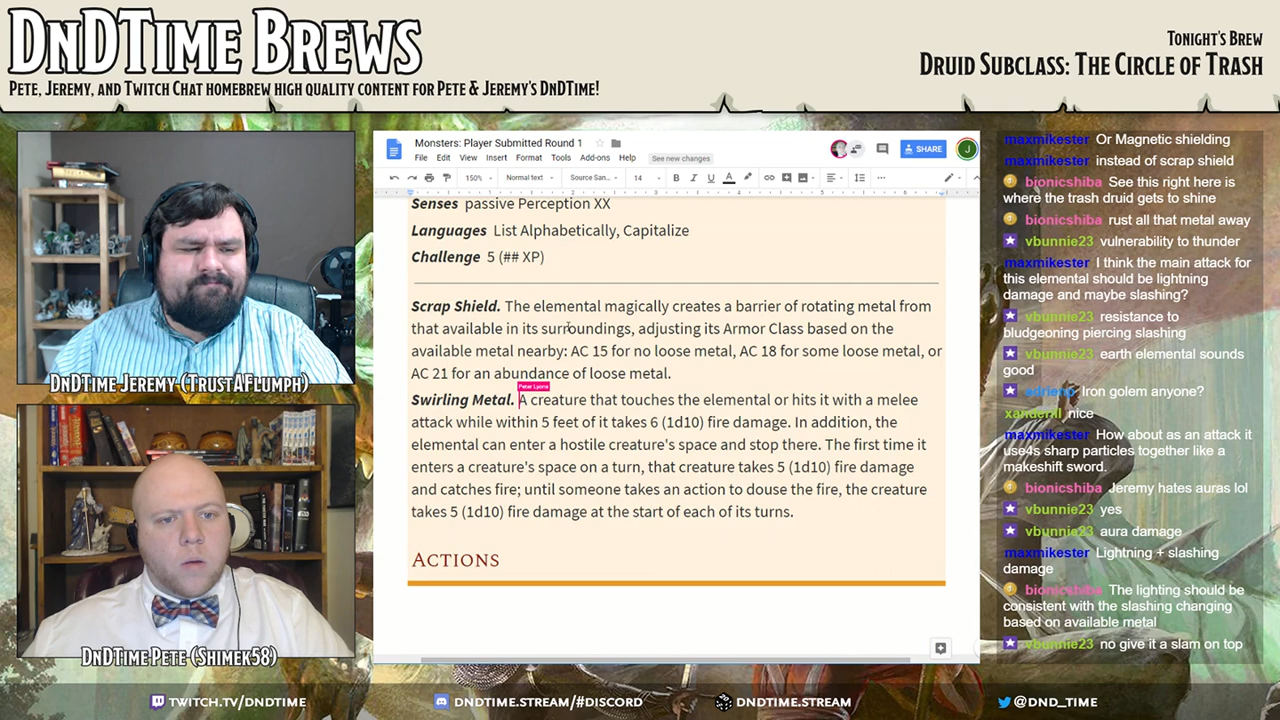 DnDTime Brews
Pete, Jeremy, and Twitch Chat homebrew high quality content for Pete & Jeremy's DnDTime!
Tonight's Brew
Druid Subclass: The Circle of Trash
DnDTime Jeremy (TrustAFlumph)
DnDTime Pete (Shimek58)
Monsters: Player Submitted Round 1
File Edit View Insert Format Tools Add-ons Help See new changes
SHARE
J
150% Normal text Source San... 14 B I U A
Senses passive Perception XX
Languages List Alphabetically, Capitalize
Challenge 5 (## XP)
Scrap Shield. The elemental magically creates a barrier of rotating metal from
that available in its surroundings, adjusting its Armor Class based on the
available metal nearby: AC 15 for no loose metal, AC 18 for some loose metal, or
AC 21 for an abundance of loose metal.
Peter Lyons
Swirling Metal. A creature that touches the elemental or hits it with a melee
attack while within 5 feet of it takes 6 (1d10) fire damage. In addition, the
elemental can enter a hostile creature's space and stop there. The first time it
enters a creature's space on a turn, that creature takes 5 (1d10) fire damage
and catches fire; until someone takes an action to douse the fire, the creature
takes 5 (1d10) fire damage at the start of each of its turns.
Actions
maxmikester Or Magnetic shielding
maxmikester instead of scrap shield
bionicshiba See this right here is
where the trash druid gets to shine
bionicshiba rust all that metal away
vbunnie23 vulnerability to thunder
maxmikester I think the main attack for
this elemental should be lightning
damage and maybe slashing?
vbunnie23 resistance to
bludgeoning piercing slashing
vbunnie23 earth elemental sounds
good
Iron golem anyone?
xanderill nice
maxmikester How about as an attack it
use4s sharp particles together like a
makeshift sword.
bionicshiba Jeremy hates auras lol
vbunnie23 yes
vbunnie23 aura damage
maxmikester Lightning + slashing
damage
bionicshiba The lighting should be
consistent with the slashing changing
based on available metal
vbunnie23 no give it a slam on top
twitch.tv/dndtime
dndtime.stream/#discord
dndtime.stream
@dnd_time